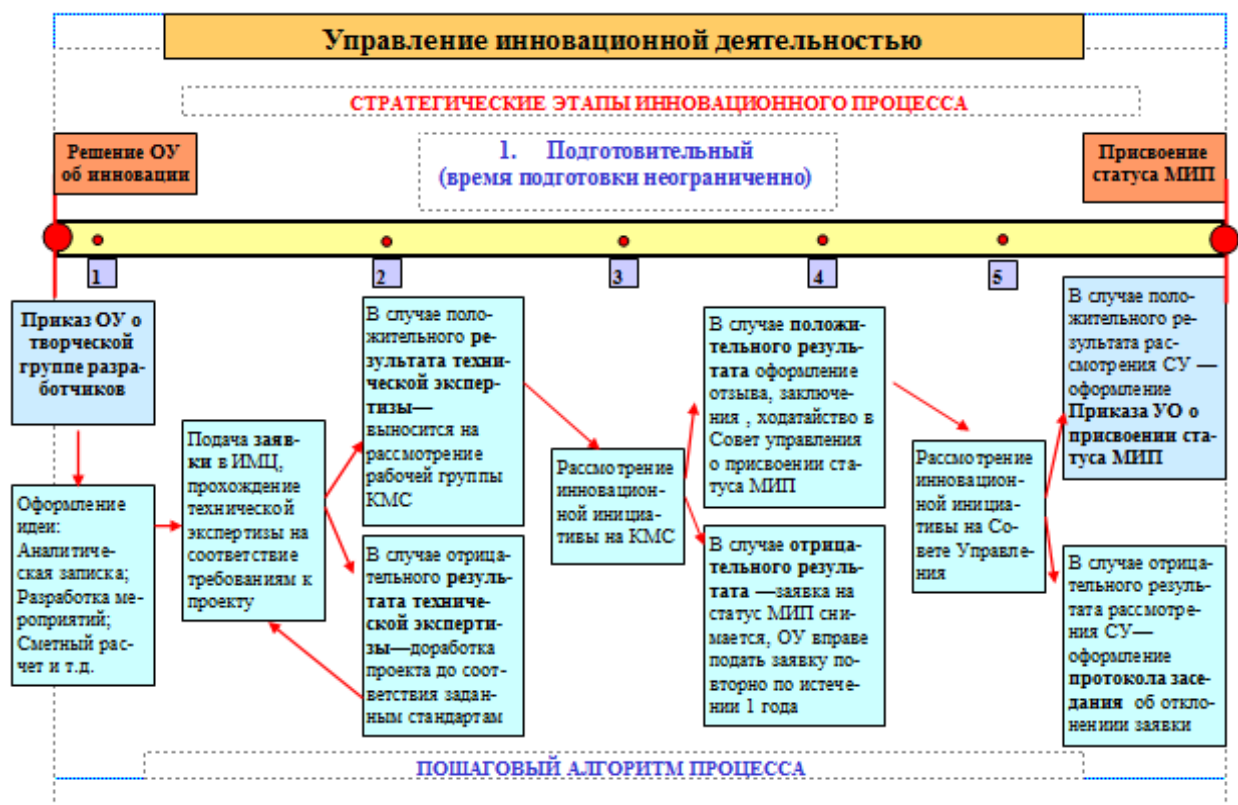 Управление инновационной деятельностью
СТРАТЕГИЧЕСКИЕ ЭТАПЫ ИННОВАЦИОННОГО ПРОЦЕССА
Решение ОУ
об инновации
1. Подготовительный
(время подготовки неограниченно)
Присвоение
статуса МИП
1
2
3
4
5
Приказ ОУ о
творческой
группе разра-
ботчиков
Оформление
идеи:
Аналитиче-
ская записка;
Разработка ме-
роприятий;
Сметный рас-
чет и т.д.
Подача заяв-
ки в ИМЦ,
прохождение
технической
экспертизы на
соответствие
требованиям к
проекту
В случае поло-
жительного ре-
зультата техни-
ческой экспер-
тизы—
выносится на
рассмотрение
рабочей группы
КМС
В случае отрица-
тельного резуль-
тата техниче-
ской эксперти-
зы—доработка
проекта до соот-
ветствия задан-
ным стандартам
Рассмотрение
инновацион-
ной инициа-
тивы на КМС
В случае положи-
тельного резуль-
тата оформление
отзыва, заключе-
ния , ходатайство в
Совет управления
о присвоении ста-
туса МИП
В случае отрица-
тельного резуль-
тата —заявка на
статус МИП сни-
мается, ОУ вправе
подать заявку по-
вторно по истече-
нии 1 года
Рассмотрение
инновацион-
ной инициа-
тивы на Со-
вете Управле-
ния
В случае поло-
жительного ре-
зультата рас-
смотрения СУ —
оформление
Приказа УО о
присвоении ста-
туса МИП
В случае отрица-
тельного резуль-
тата рассмотре-
ния СУ—
оформление
протокола засе-
дания об откло-
нениии заявки
ПОШАГОВЫЙ АЛГОРИТМ ПРОЦЕССА